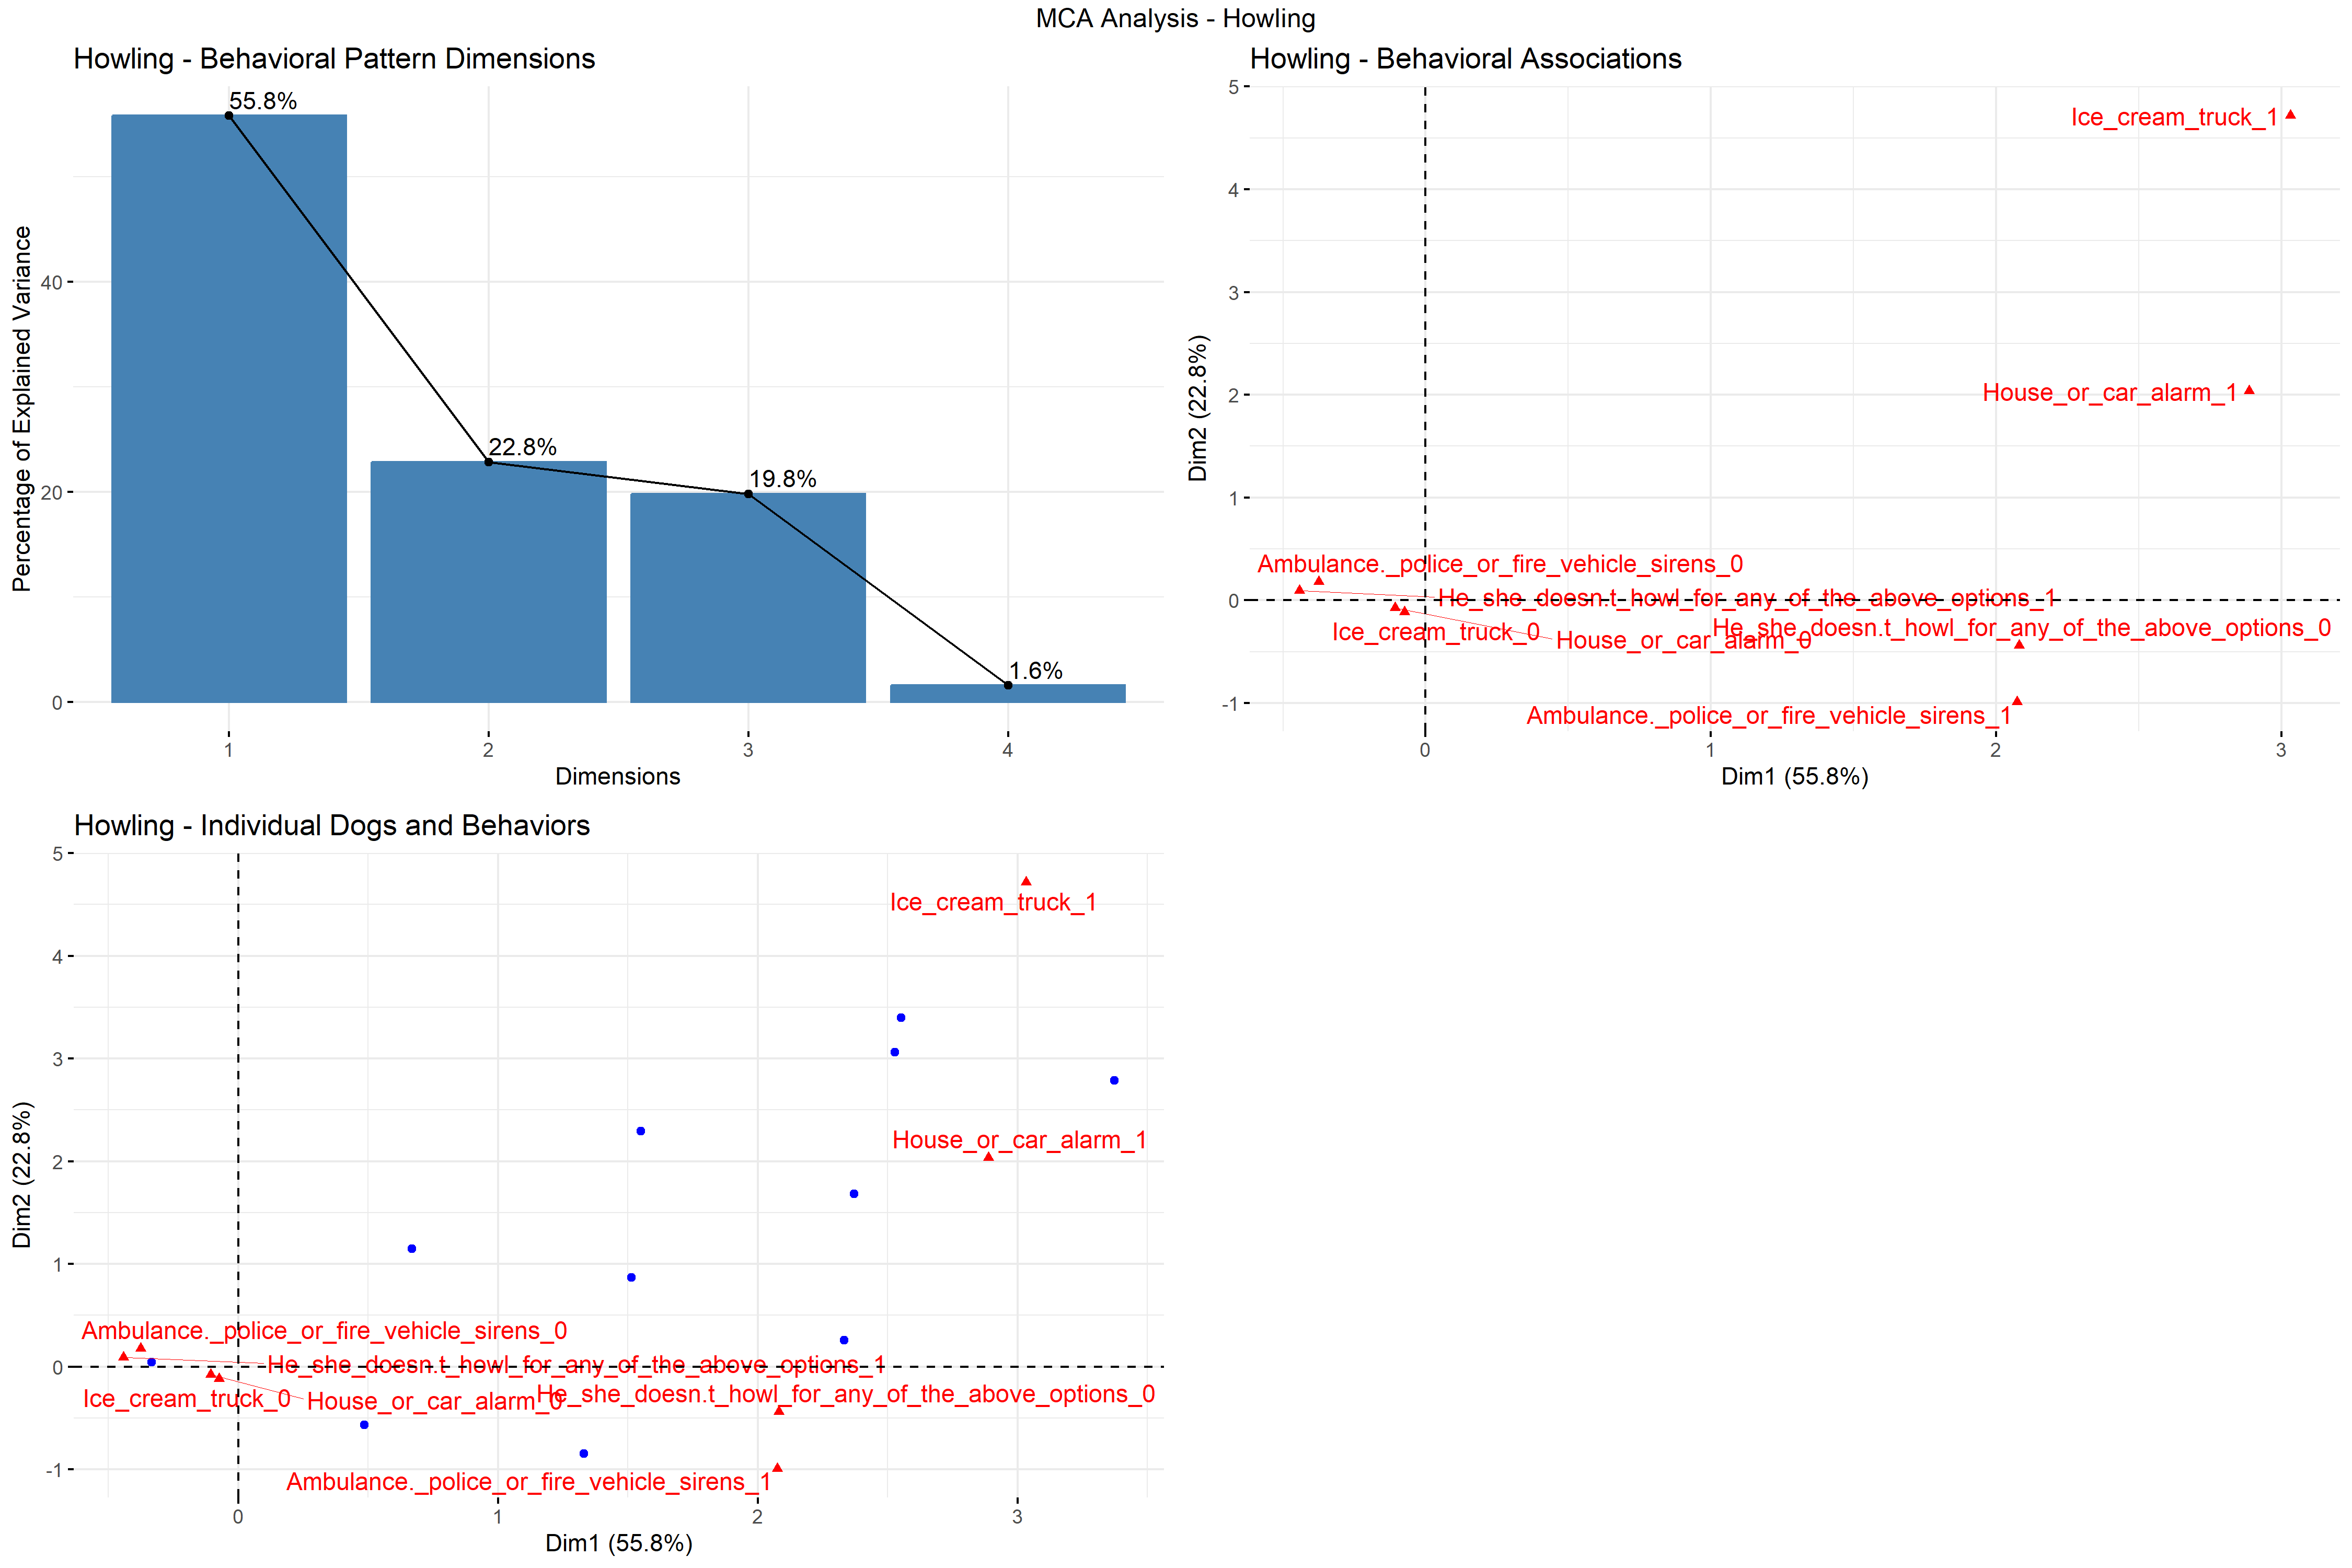 MCA Analysis - Howling
Howling - Behavioral Pattern Dimensions
Percentage of Explained Variance
40
20
0
55.8%
22.8%
19.8%
1.6%
1
2
3
4
Dimensions
Howling - Behavioral Associations
Dim2 (22.8%)
5
4
3
2
1
0
-1
Ice_cream_truck_1
House_or_car_alarm_1
Ambulance._police_or_fire_vehicle_sirens_0
He_she_doesn.t_howl_for_any_of_the_above_options_1
He_she_doesn.t_howl_for_any_of_the_above_options_0
Ice_cream_truck_0
House_or_car_alarm_0
Ambulance._police_or_fire_vehicle_sirens_1
0
1
2
3
Dim1 (55.8%)
Howling - Individual Dogs and Behaviors
Dim2 (22.8%)
5
4
3
2
1
0
-1
Ice_cream_truck_1
House_or_car_alarm_1
Ambulance._police_or_fire_vehicle_sirens_0
He_she_doesn.t_howl_for_any_of_the_above_options_1
He_she_doesn.t_howl_for_any_of_the_above_options_0
Ice_cream_truck_0
House_or_car_alarm_0
Ambulance._police_or_fire_vehicle_sirens_1
0
1
2
3
Dim1 (55.8%)